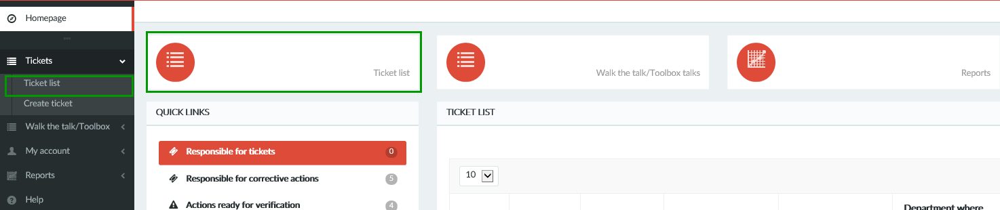 Homepage
Tickets
Ticket list
Create ticket
Walk the talk/Toolbox
My account
Reports
Help
Ticket list
Walk the talk/Toolbox talks
Reports
QUICK LINKS
Responsible for tickets 0
Responsible for corrective actions 5
Actions ready for verification 4
TICKET LIST
10
Department where